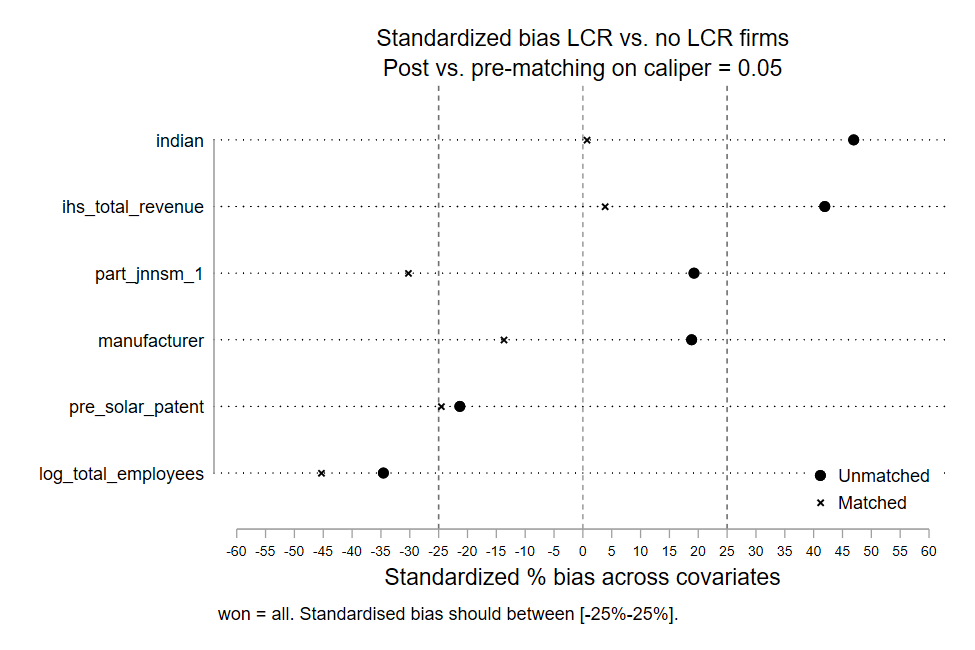 Standardized bias LCR vs. no LCR firms
Post vs. pre-matching on caliper = 0.05
indian
ihs_total_revenue
part_jnnsm_1
manufacturer
pre_solar_patent
log_total_employees
Unmatched
Matched
-60 -55 -50 -45 -40 -35 -30 -25 -20 -15 -10 -5 0 5 10 15 20 25 30 35 40 45 50 55 60
Standardized % bias across covariates
won = all. Standardised bias should between [-25%-25%].